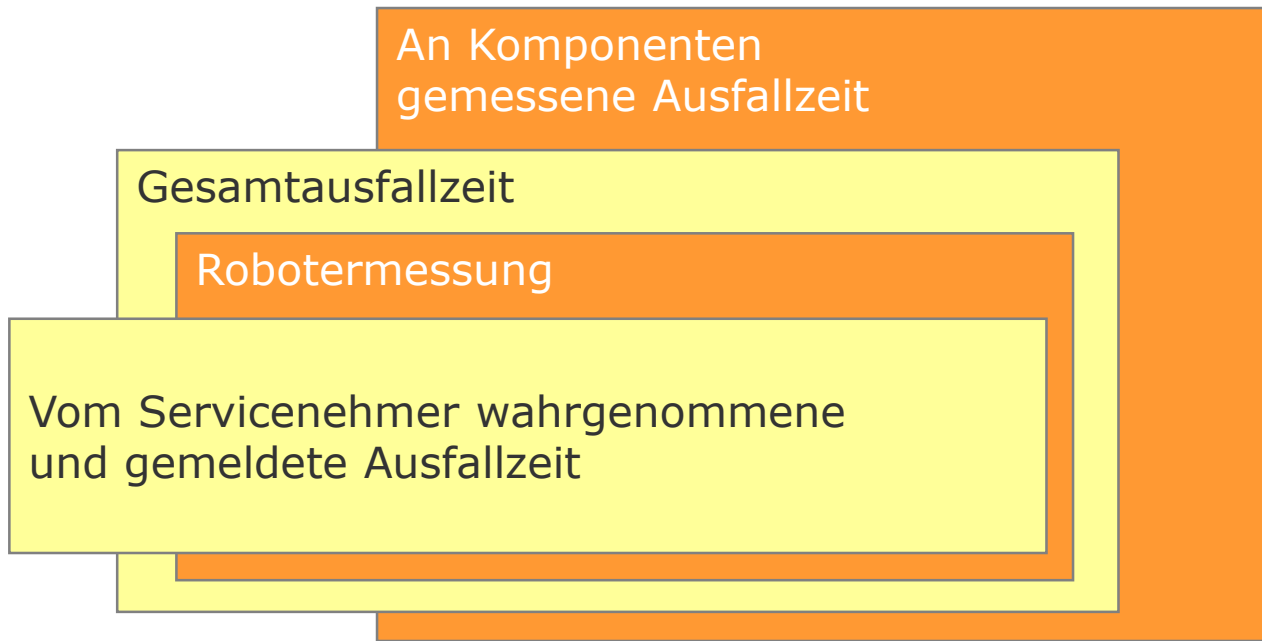 An Komponenten
gemessene Ausfallzeit
Gesamtausfallzeit
Robotermessung
Vom Servicenehmer wahrgenommene
und gemeldete Ausfallzeit